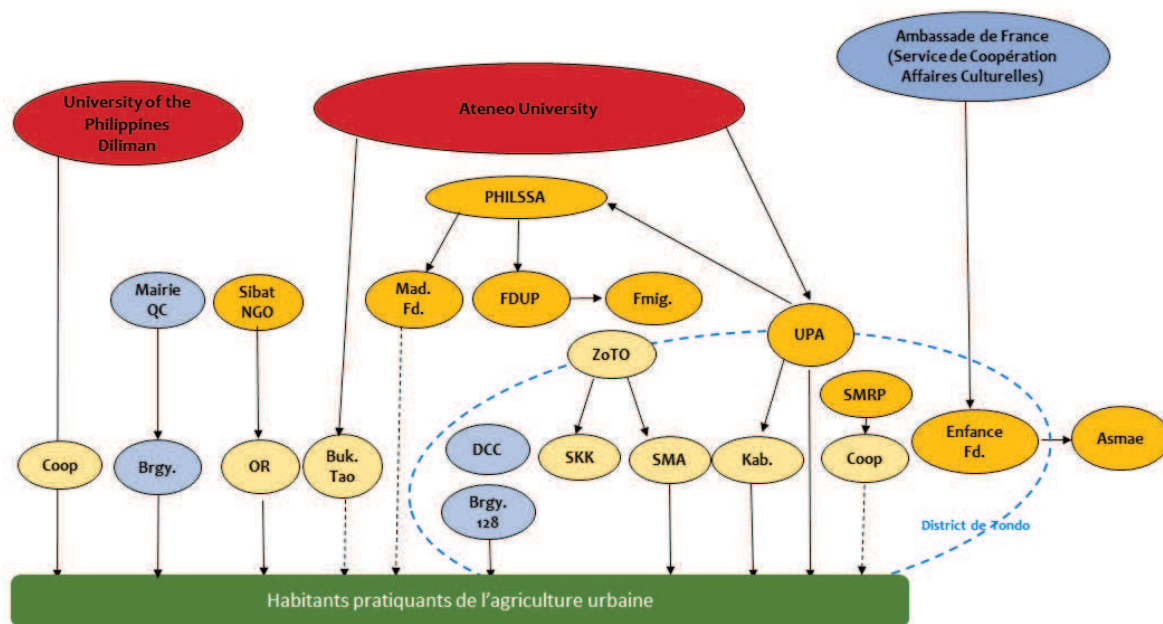 Ambassade de France
(Service de Coopération
Affaires Culturelles)
University of the
Philippines
Diliman
Ateneo University
PHILSSA
Mairie
QC
Sibat
NGO
Mad.
Fd.
FDUP
Fmig.
UPA
ZoTO
SMRP
Coop
Brgy.
OR
Buk.
Tao
DCC
SKK
SMA
Kab.
Coop
Enfance
Fd.
Asmae
Brgy.
128
District de Tondo
Habitants pratiquants de l'agriculture urbaine